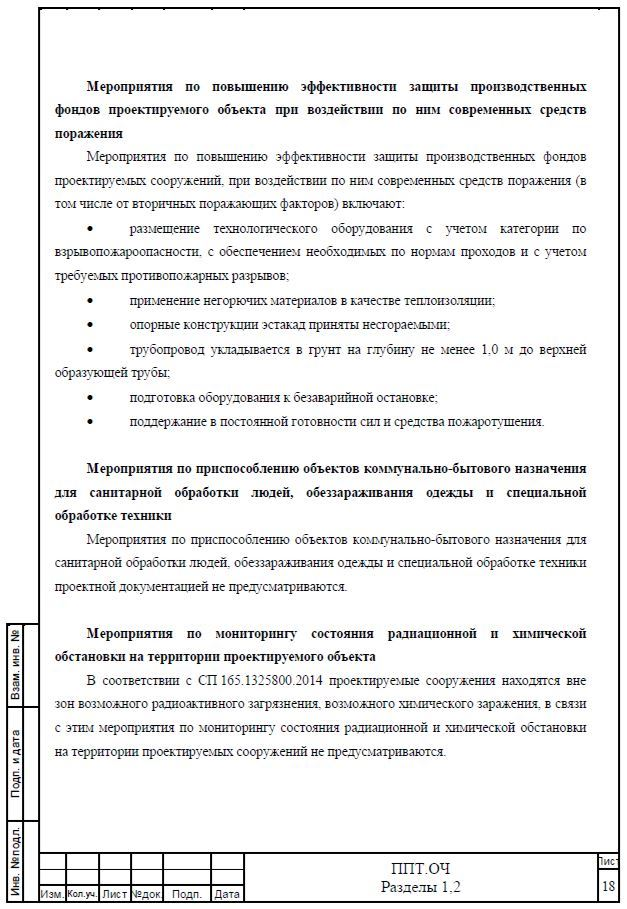 Мероприятия по повышению эффективности защиты производственных
фондов проектируемого объекта при воздействии по ним современных средств
поражения
Мероприятия по повышению эффективности защиты производственных фондов
проектируемых сооружений, при воздействии по ним современных средств поражения (в
том числе от вторичных поражающих факторов) включают:
• размещение технологического оборудования с учетом категории по
взрывопожароопасности, с обеспечением необходимых по нормам проходов и с учетом
требуемых противопожарных разрывов;
• применение негорючих материалов в качестве теплоизоляции;
• опорные конструкции эстакад приняты несгораемыми;
• трубопровод укладывается в грунт на глубину не менее 1,0 м до верхней
образующей трубы;
• подготовка оборудования к безаварийной остановке;
• поддержание в постоянной готовности сил и средства пожаротушения.
Мероприятия по приспособлению объектов коммунально-бытового назначения
для санитарной обработки людей, обеззараживания одежды и специальной
обработке техники
Мероприятия по приспособлению объектов коммунально-бытового назначения для
санитарной обработки людей, обеззараживания одежды и специальной обработке техники
проектной документацией не предусматриваются.
Мероприятия по мониторингу состояния радиационной и химической
обстановки на территории проектируемого объекта
В соответствии с СП 165.1325800.2014 проектируемые сооружения находятся вне
зон возможного радиоактивного загрязнения, возможного химического заражения, в связи
с этим мероприятия по мониторингу состояния радиационной и химической обстановки
на территории проектируемых сооружений не предусматриваются.
Взам. инв. №
Подп. и дата
Инв. №подл.
Изм. Кол.уч. Лист №док. Подп. Дата
ППТ.ОЧ
Разделы 1,2
Лист
18